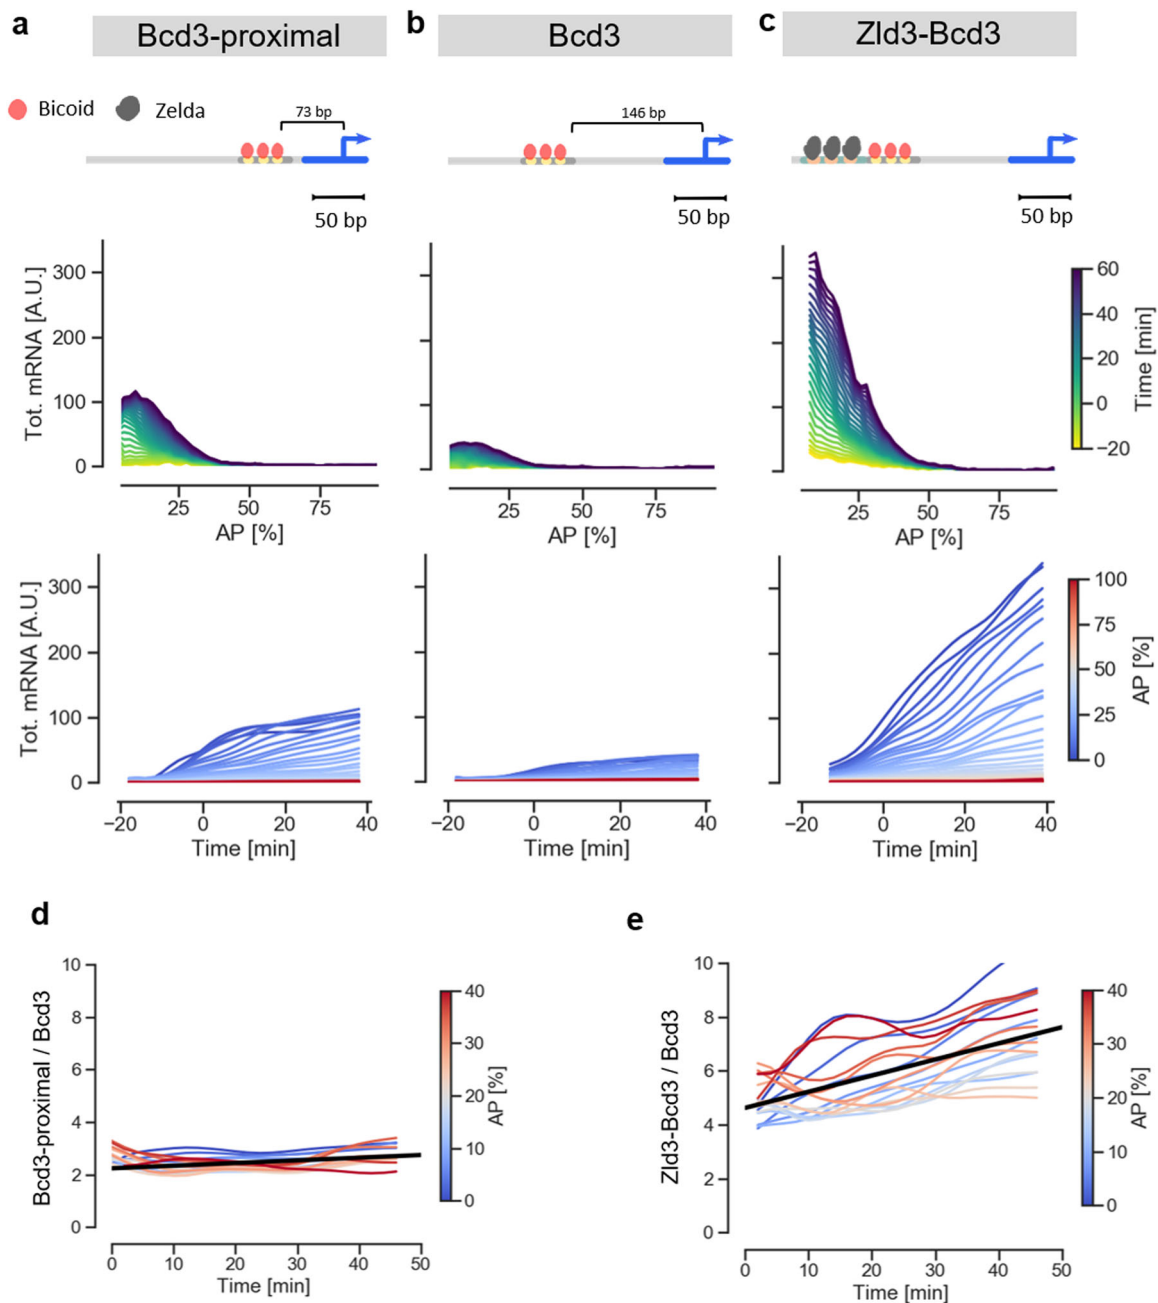 a
Bcd3-proximal
b
Bcd3
c
Zld3-Bcd3
Bicoid
Zelda
73 bp
146 bp
50 bp
50 bp
50 bp
Tot. mRNA [A.U.]
300
200
100
0
25
50
75
AP [%]
25
50
75
AP [%]
25
50
75
AP [%]
60
40
20
0
−20
Time [min]
Tot. mRNA [A.U.]
300
200
100
0
−20
0
20
40
Time [min]
−20
0
20
40
Time [min]
−20
0
20
40
Time [min]
100
75
50
25
0
AP [%]
d
Bcd3-proximal / Bcd3
10
8
6
4
2
0
0
10
20
30
40
50
Time [min]
40
30
20
10
0
AP [%]
e
Zld3-Bcd3 / Bcd3
10
8
6
4
2
0
0
10
20
30
40
50
Time [min]
40
30
20
10
0
AP [%]